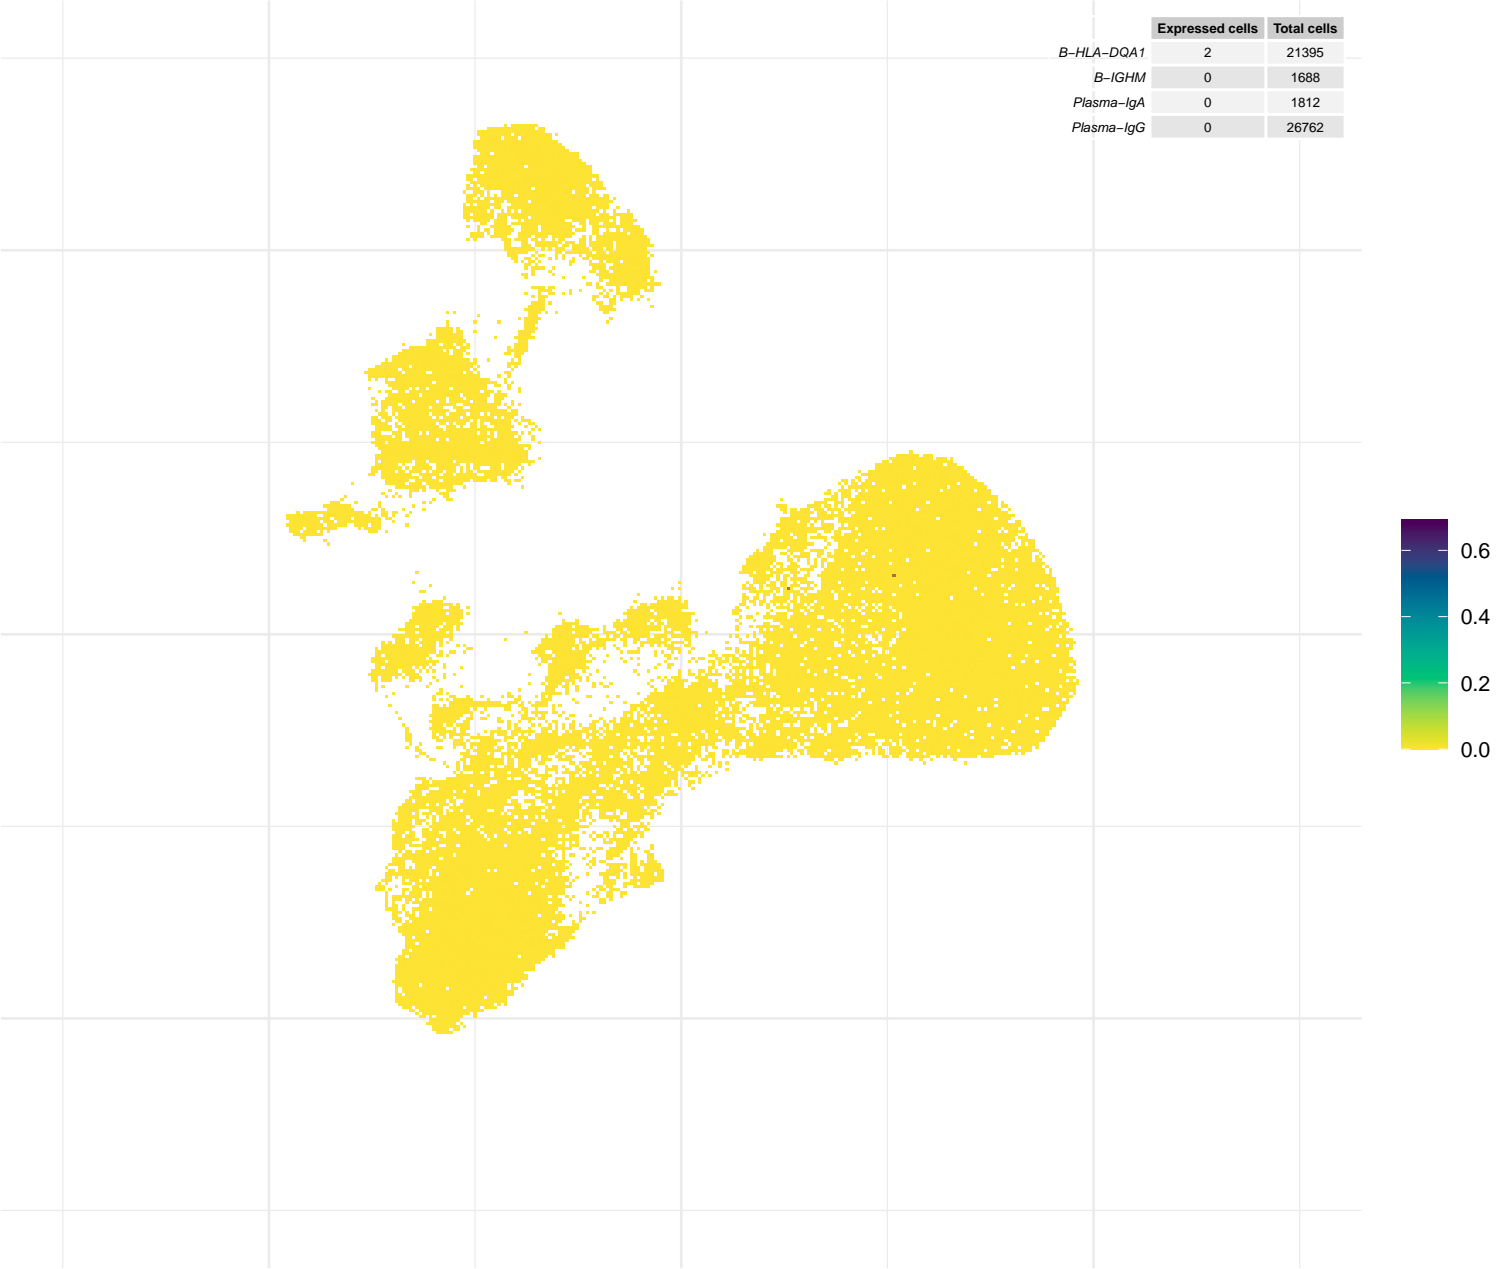 Expressed cells Total cells
B−HLA−DQA1 2 21395
B−IGHM 0 1688
Plasma−IgA 0 1812
Plasma−IgG 0 26762
0.6
0.4
0.2
0.0